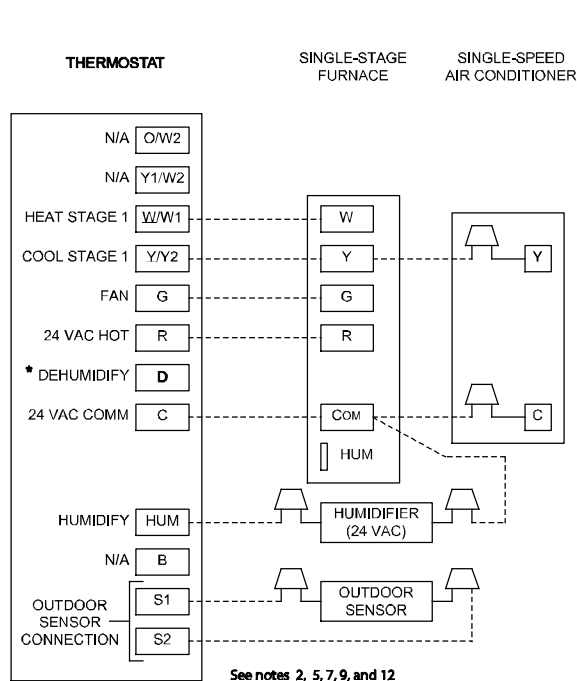 THERMOSTAT
SINGLE-STAGE
FURNACE
SINGLE-SPEED
AIR CONDITIONER
N/A O/W2
N/A Y1/W2
HEAT STAGE 1 W/W1 W
COOL STAGE 1 Y/Y2 Y Y
FAN G G
24 VAC HOT R R
* DEHUMIDIFY D
24 VAC COMM C COM C
HUM
HUMIDIFY HUM
HUMIDIFIER
(24 VAC)
N/A B
OUTDOOR
SENSOR
CONNECTION
S1
S2
OUTDOOR
SENSOR
See notes 2, 5, 7, 9, and 12